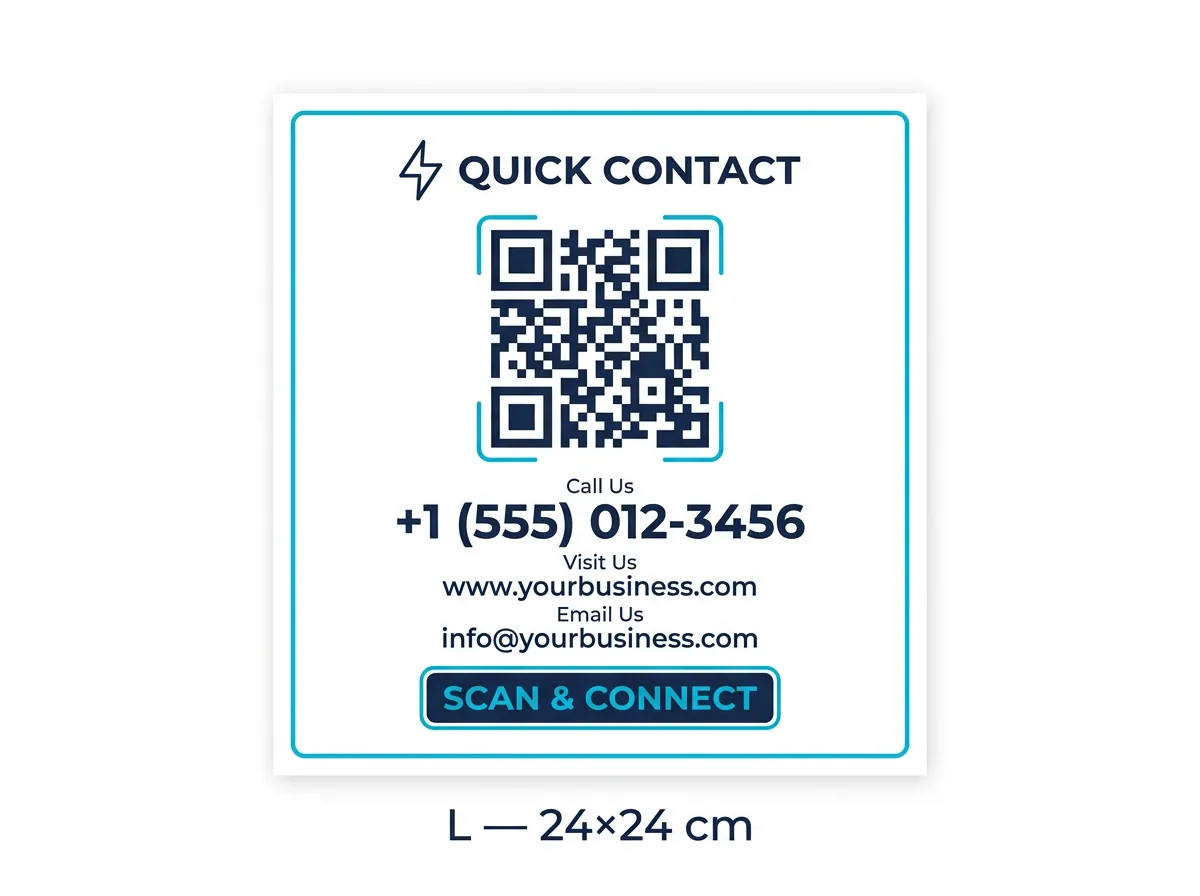 QUICK CONTACT
Call Us
+1 (555) 012-3456
Visit Us
www.yourbusiness.com
Email Us
info@yourbusiness.com
SCAN & CONNECT
L — 24×24 cm